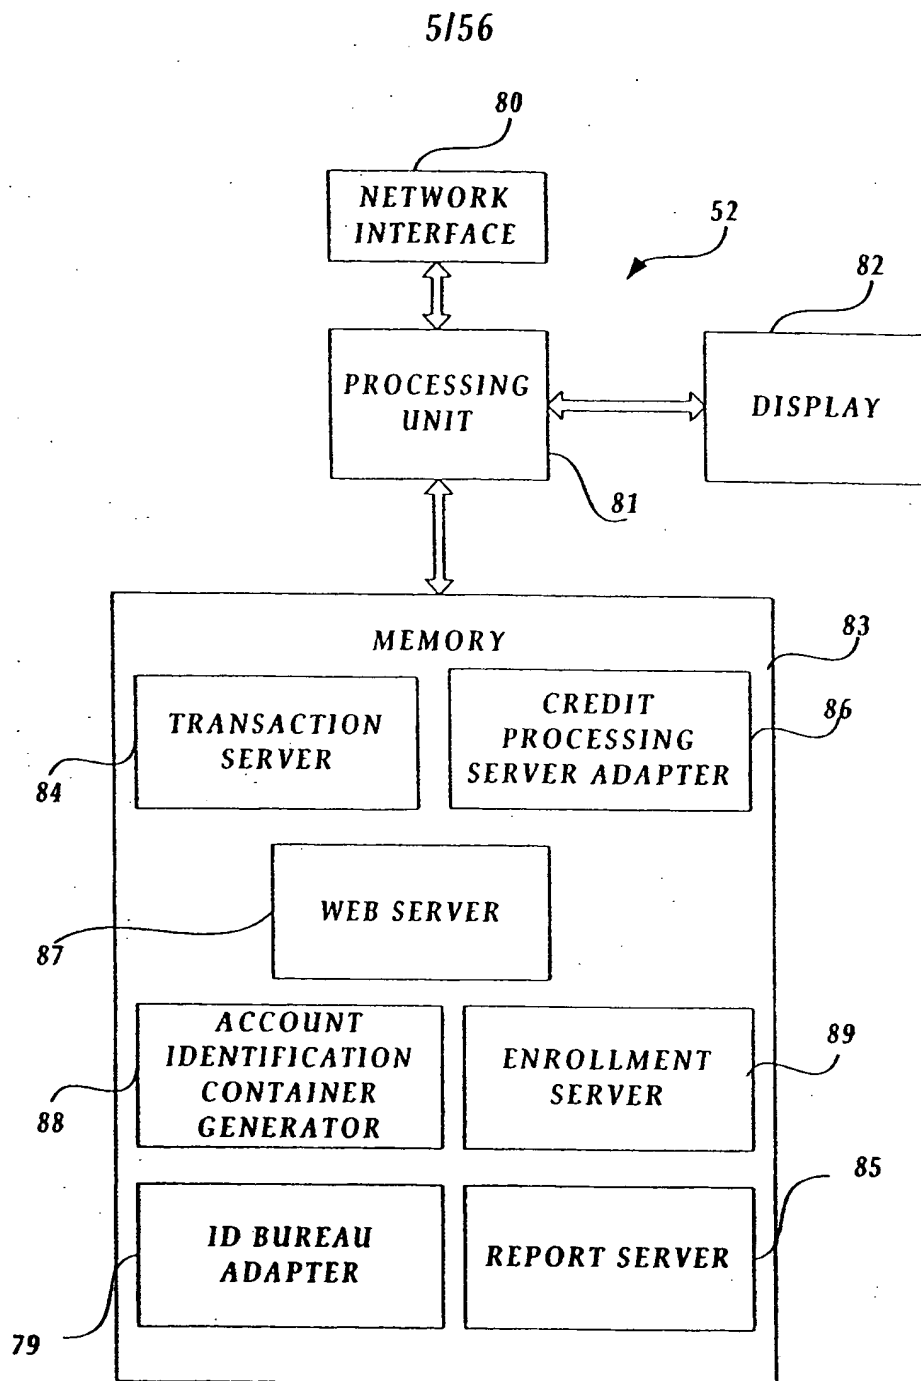 5/56
80
NETWORK
INTERFACE
52
82
PROCESSING
UNIT
DISPLAY
81
MEMORY
83
TRANSACTION
SERVER
CREDIT
PROCESSING
SERVER ADAPTER
86
84
WEB SERVER
87
ACCOUNT
IDENTIFICATION
CONTAINER
GENERATOR
ENROLLMENT
SERVER
89
88
85
ID BUREAU
ADAPTER
REPORT SERVER
79